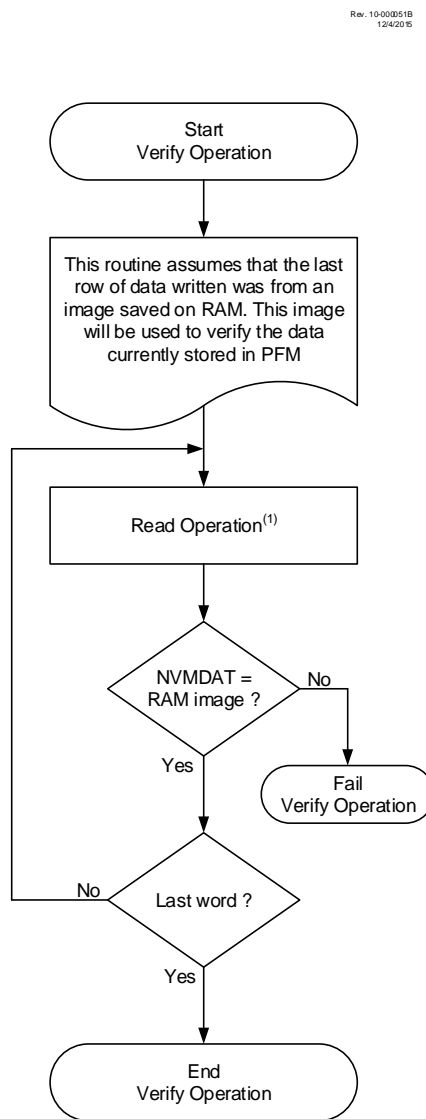 Rev. 10-000051B
12/4/2015
Start
Verify Operation
This routine assumes that the last
row of data written was from an
image saved on RAM. This image
will be used to verify the data
currently stored in PFM
Read Operation(1)
NVMDAT =
RAM image ?
No
Yes
Fail
Verify Operation
No
Last word ?
Yes
End
Verify Operation